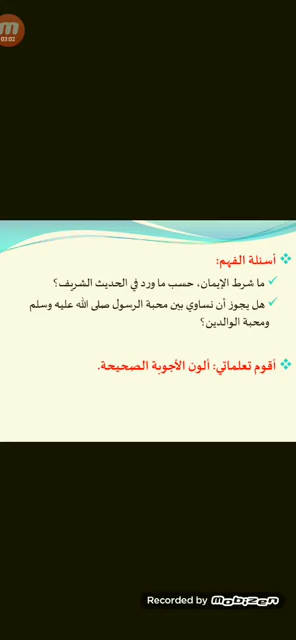 03:02
أسئلة الفهم:
ما شرط الإيمان، حسب ما ورد في الحديث الشريف؟
هل يجوز أن نساوي بين محبة الرسول صلى الله عليه وسلم
ومحبة الوالدين؟
أقوم تعلماتي: ألون الأجوبة الصحيحة.
Recorded by MOBIZEN